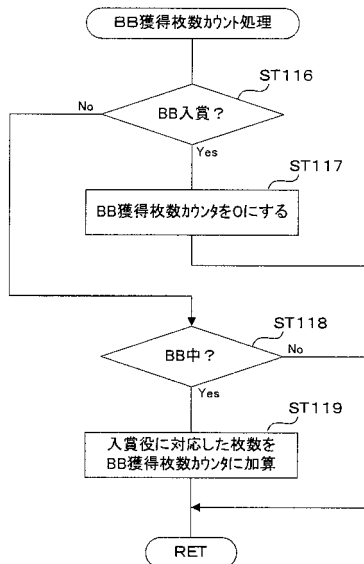 BB獲得枚数カウント処理
ST116
No
BB入賞？
Yes
ST117
BB獲得枚数カウンタを0にする
ST118
BB中？
No
Yes
ST119
入賞役に対応した枚数を
BB獲得枚数カウンタに加算
RET